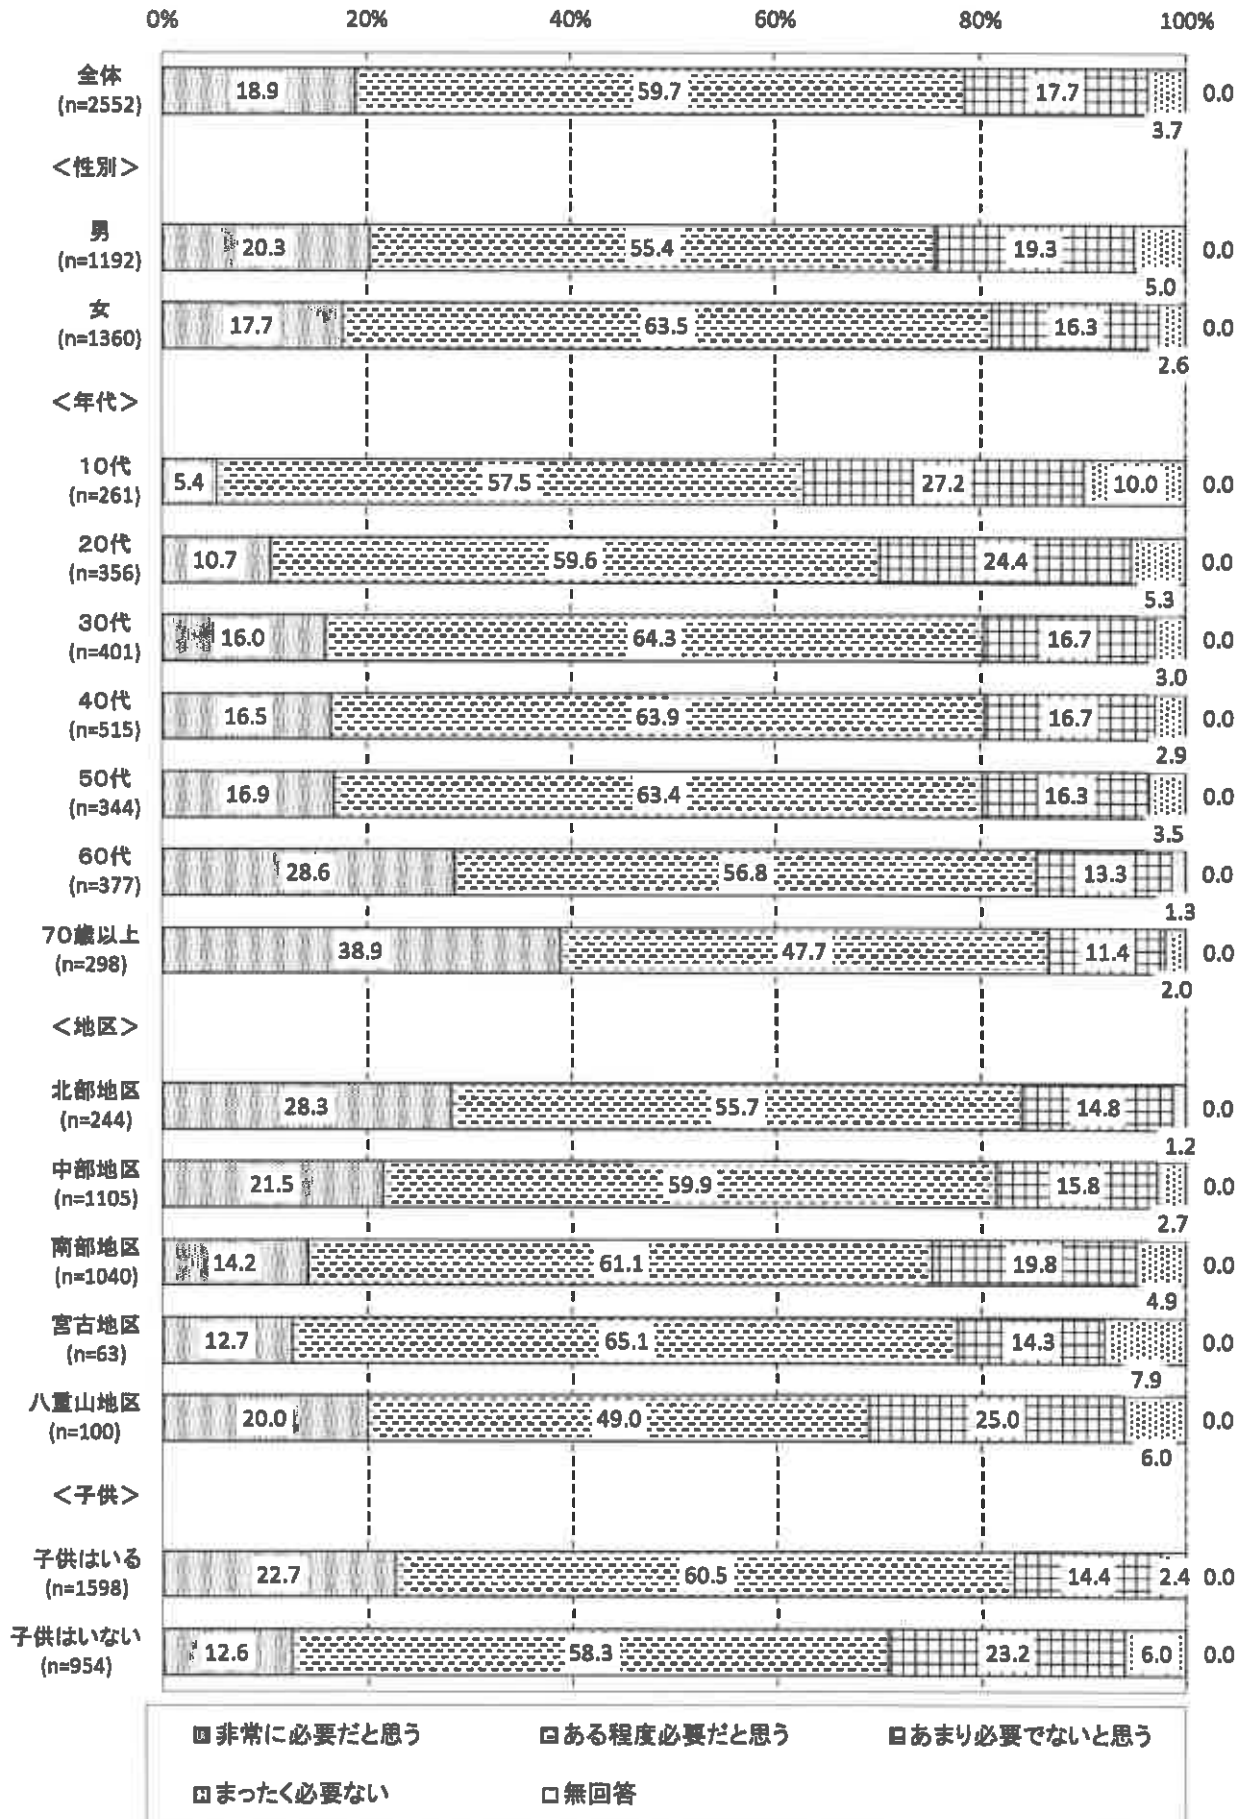 0% 20% 40% 60% 80% 100%
全体
(n=2552) 18.9 59.7 17.7 3.7 0.0
＜性別＞
男
(n=1192) 20.3 55.4 19.3 5.0 0.0
女
(n=1360) 17.7 63.5 16.3 2.6 0.0
＜年代＞
10代
(n=261) 5.4 57.5 27.2 10.0 0.0
20代
(n=356) 10.7 59.6 24.4 5.3 0.0
30代
(n=401) 16.0 64.3 16.7 3.0 0.0
40代
(n=515) 16.5 63.9 16.7 2.9 0.0
50代
(n=344) 16.9 63.4 16.3 3.5 0.0
60代
(n=377) 28.6 56.8 13.3 1.3 0.0
70歳以上
(n=298) 38.9 47.7 11.4 2.0 0.0
＜地区＞
北部地区
(n=244) 28.3 55.7 14.8 1.2 0.0
中部地区
(n=1105) 21.5 59.9 15.8 2.7 0.0
南部地区
(n=1040) 14.2 61.1 19.8 4.9 0.0
宮古地区
(n=63) 12.7 65.1 14.3 7.9 0.0
八重山地区
(n=100) 20.0 49.0 25.0 6.0 0.0
＜子供＞
子供はいる
(n=1598) 22.7 60.5 14.4 2.4 0.0
子供はいない
(n=954) 12.6 58.3 23.2 6.0 0.0
非常に必要だと思う ある程度必要だと思う あまり必要でないと思う
まったく必要ない 無回答